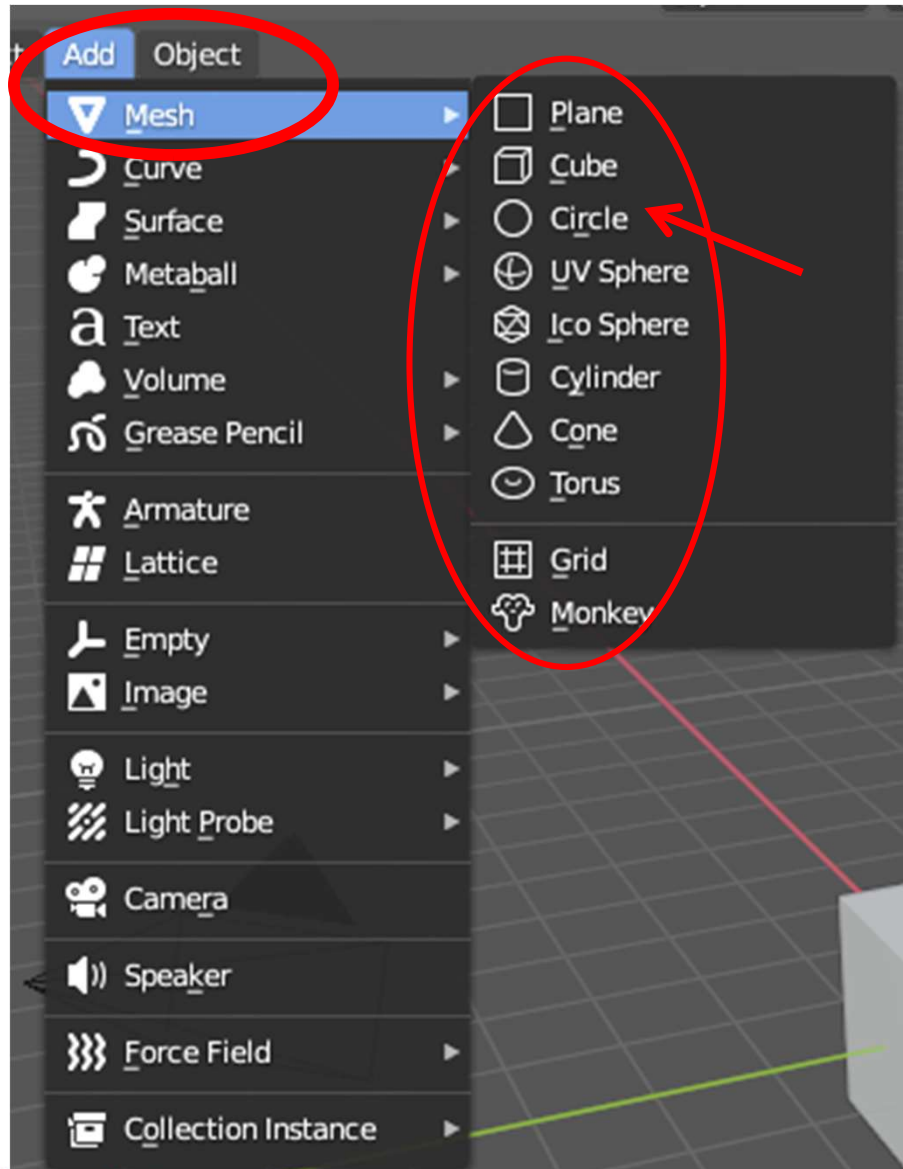 Add Object
Mesh
Curve
Surface
Metaball
Text
Volume
Grease Pencil
Armature
Lattice
Empty
Image
Light
Light Probe
Camera
Speaker
Force Field
Collection Instance
Plane
Cube
Circle
UV Sphere
Ico Sphere
Cylinder
Cone
Torus
Grid
Monkey